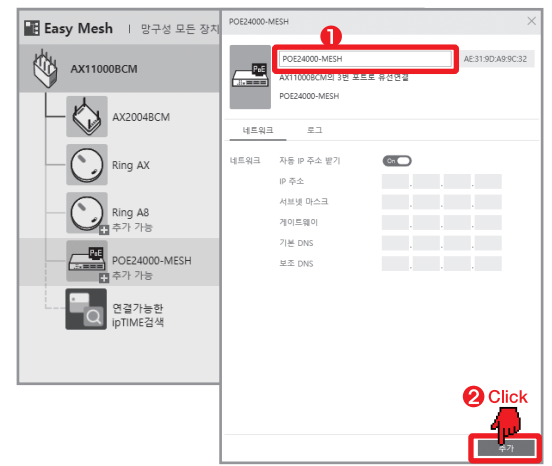 Easy Mesh | 망구성 모든 장치
AX11000BCM
AX2004BCM
Ring AX
Ring A8
추가 가능
PoE
POE24000-MESH
추가 가능
연결가능한
ipTIME검색
POE24000-MESH
1
PoE
POE24000-MESH
AE:31:9D:A9:9C:32
AX11000BCM의 3번 포트로 유선연결
POE24000-MESH
네트워크 로그
네트워크 자동 IP 주소 받기 On
IP 주소
서브넷 마스크
게이트웨이
기본 DNS
보조 DNS
2 Click
추가